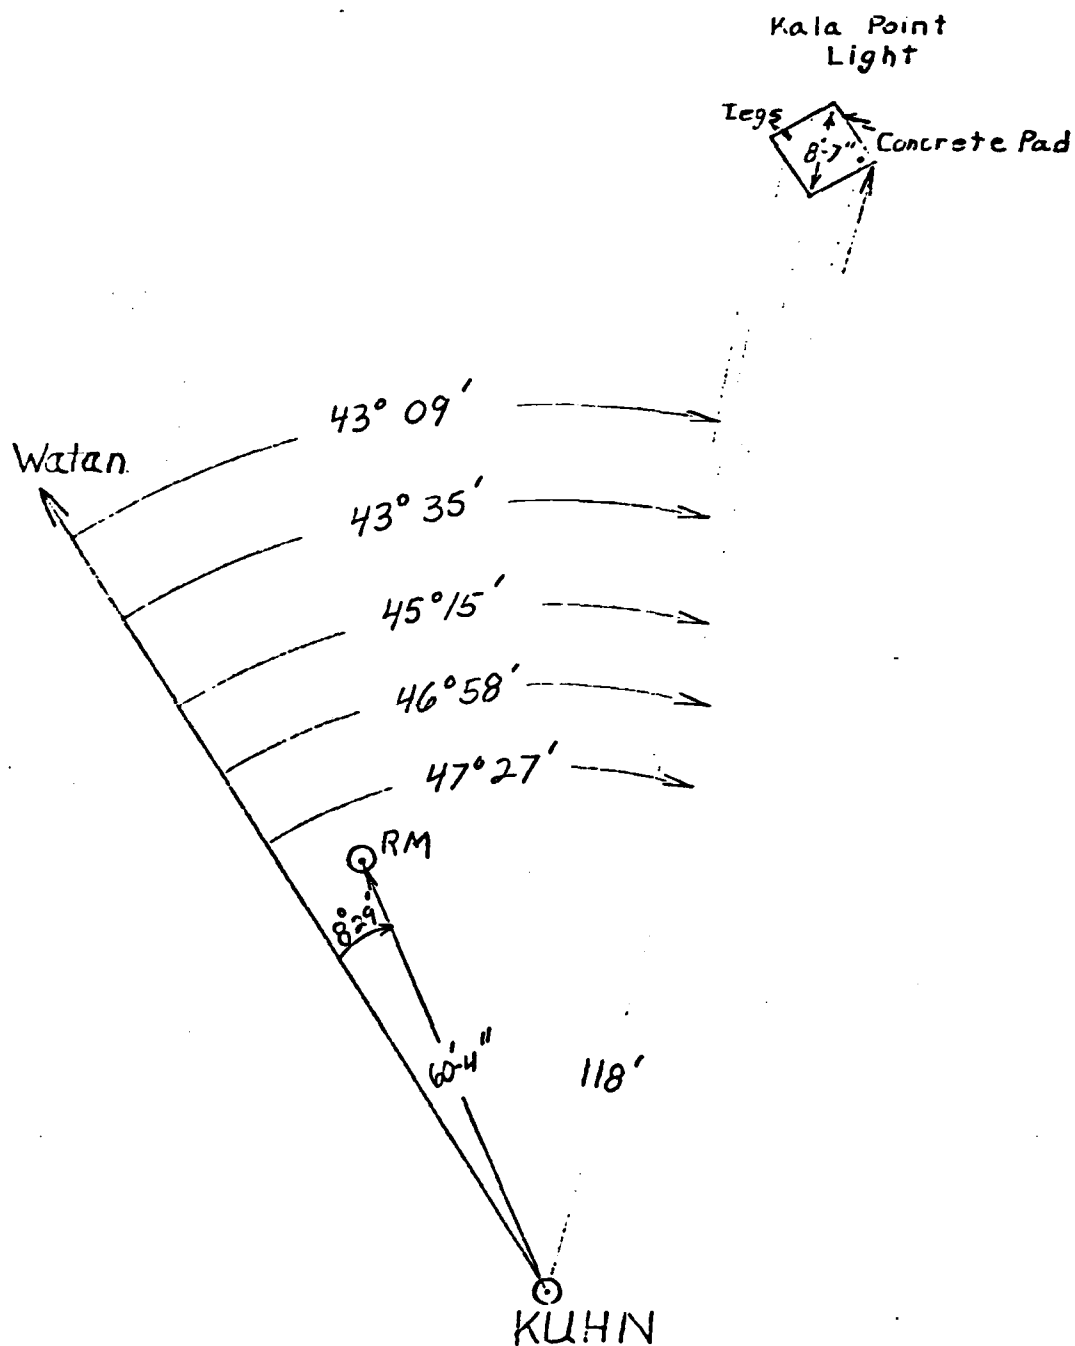 Kala Point
Light
Legs
8'-7"
Concrete Pad
43° 09'
Watan
43° 35'
45° 15'
46° 58'
47° 27'
RM
8° 29'
60'-4"
118'
KUHN